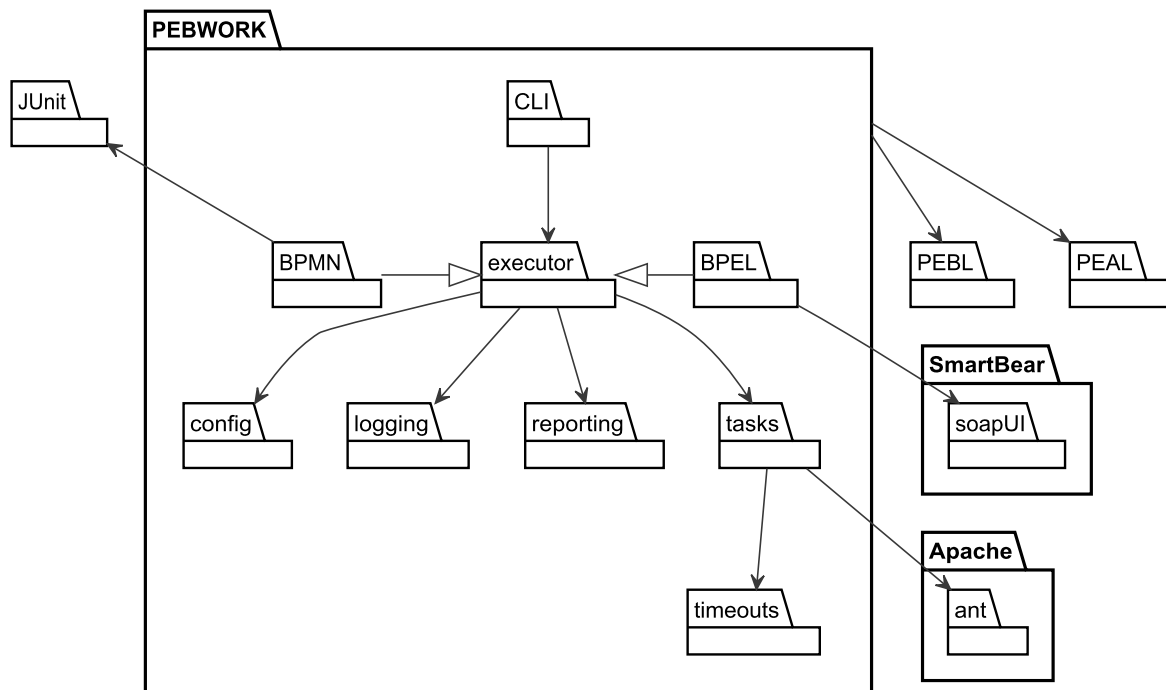 PEBWORK
JUnit
CLI
BPMN
executor
BPEL
PEBL
PEAL
SmartBear
config
logging
reporting
tasks
soapUI
Apache
timeouts
ant